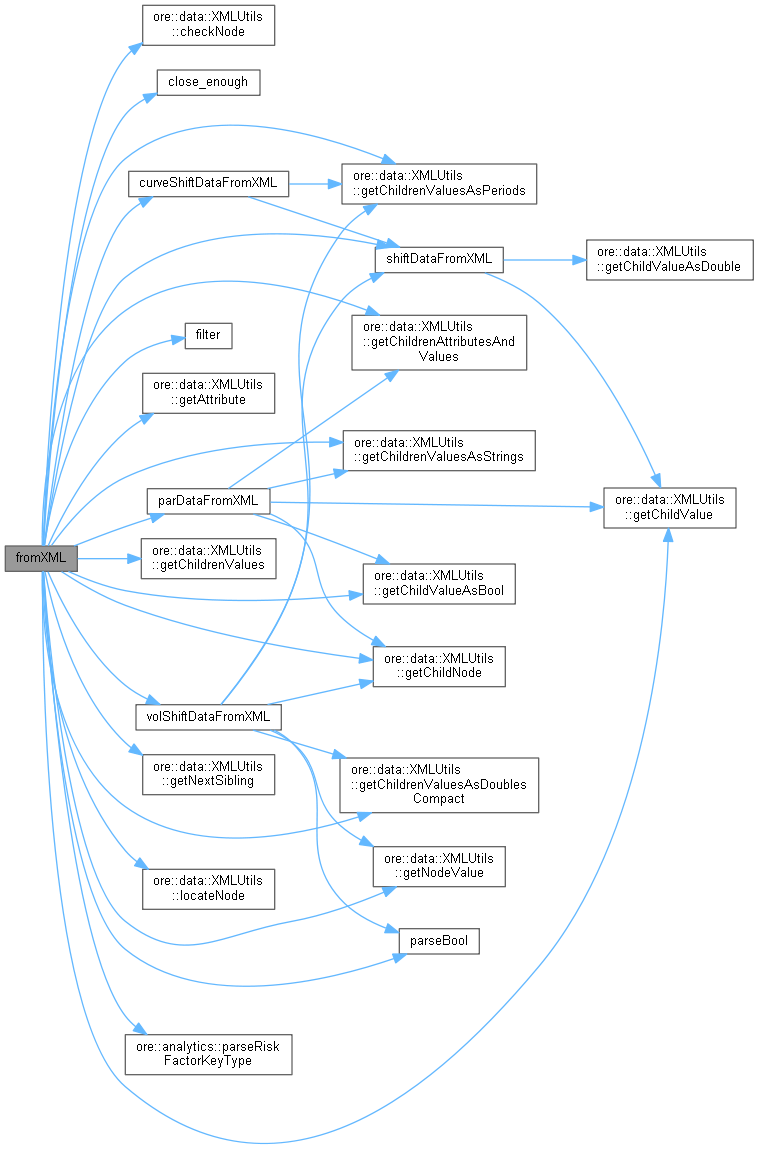 ore::data::XMLUtils
::checkNode
close_enough
curveShiftDataFromXML
ore::data::XMLUtils
::getChildrenValuesAsPeriods
shiftDataFromXML
ore::data::XMLUtils
::getChildValueAsDouble
filter
ore::data::XMLUtils
::getChildrenAttributesAnd
Values
ore::data::XMLUtils
::getAttribute
ore::data::XMLUtils
::getChildrenValuesAsStrings
parDataFromXML
ore::data::XMLUtils
::getChildValue
fromXML
ore::data::XMLUtils
::getChildrenValues
ore::data::XMLUtils
::getChildValueAsBool
ore::data::XMLUtils
::getChildNode
volShiftDataFromXML
ore::data::XMLUtils
::getNextSibling
ore::data::XMLUtils
::getChildrenValuesAsDoubles
Compact
ore::data::XMLUtils
::getNodeValue
ore::data::XMLUtils
::locateNode
parseBool
ore::analytics::parseRisk
FactorKeyType